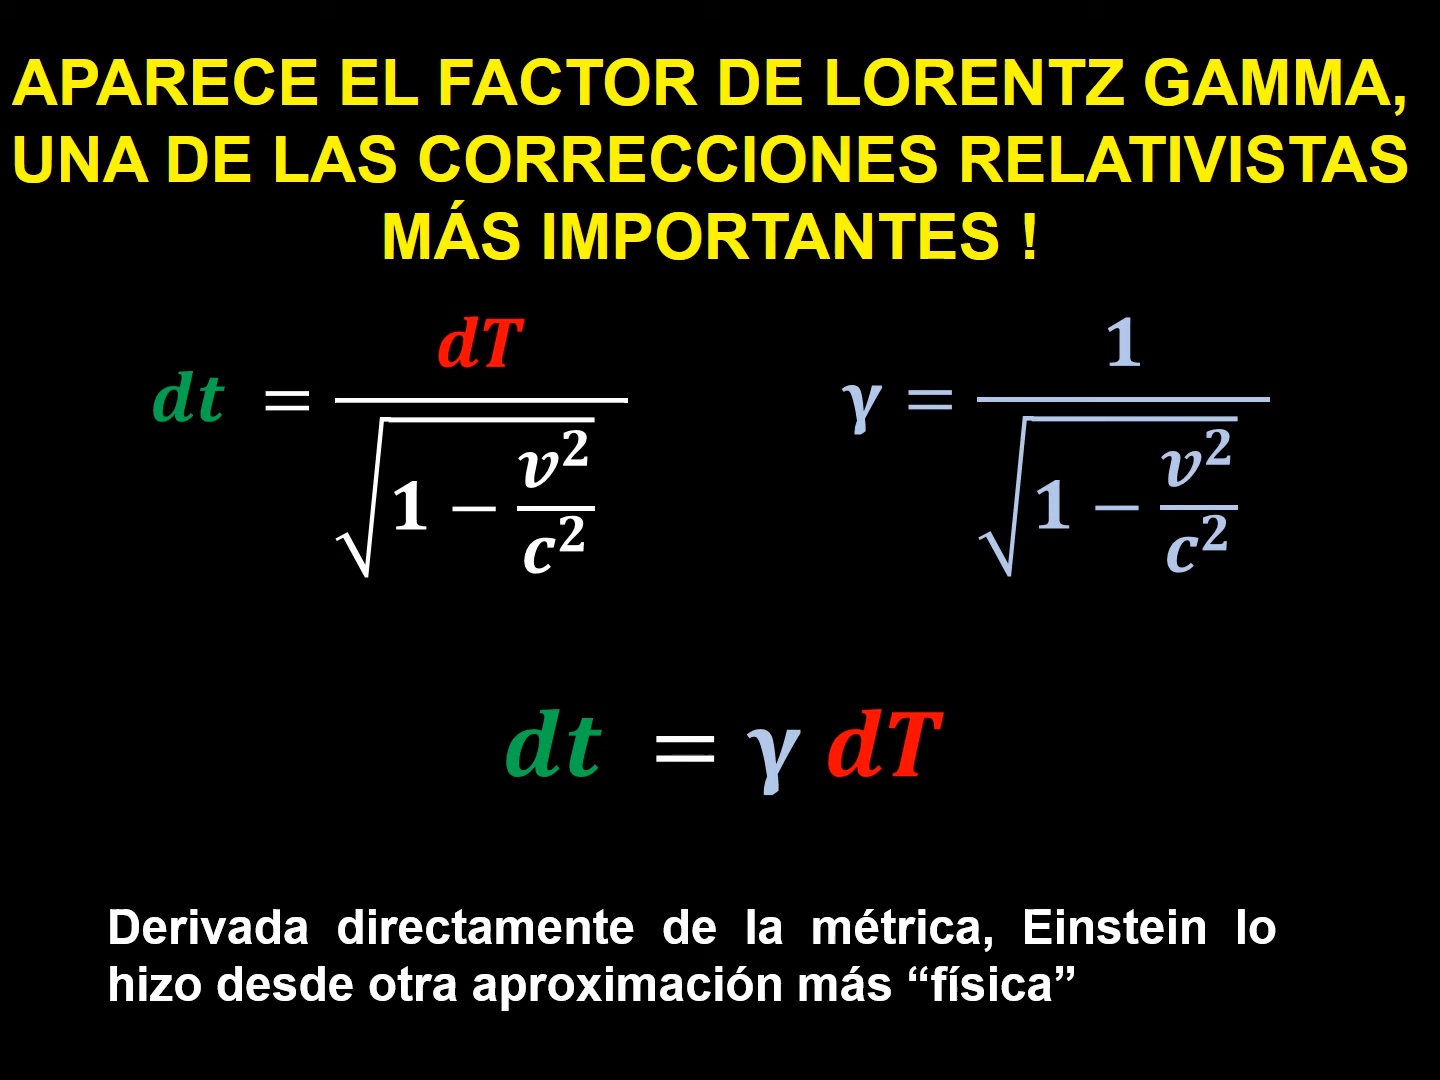 APARECE EL FACTOR DE LORENTZ GAMMA,
UNA DE LAS CORRECCIONES RELATIVISTAS
MÁS IMPORTANTES !
dt = dT / √(1 − v²/c²)
γ = 1 / √(1 − v²/c²)
dt = γ dT
Derivada directamente de la métrica, Einstein lo
hizo desde otra aproximación más “física”